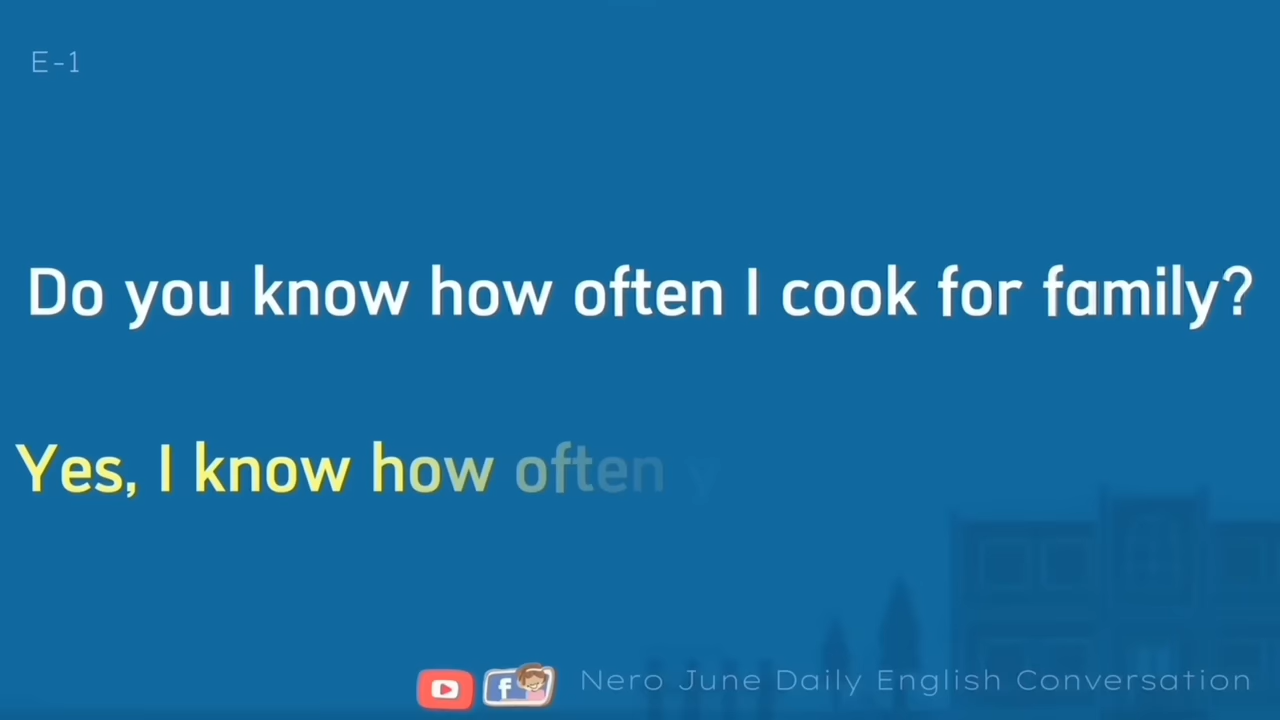 E-1
Do you know how often I cook for family?
Yes, I know how often y
f
Nero June Daily English Conversation